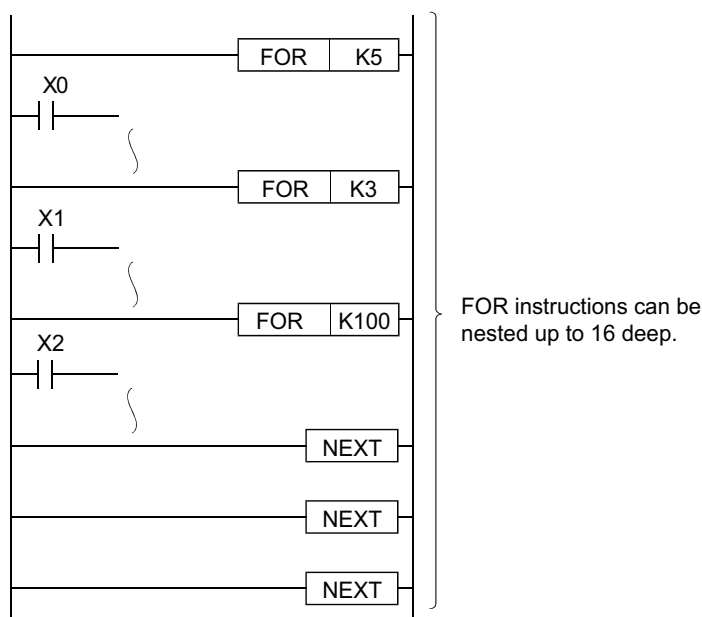 FOR K5
X0
FOR K3
X1
FOR K100
X2
NEXT
NEXT
NEXT
FOR instructions can be
nested up to 16 deep.